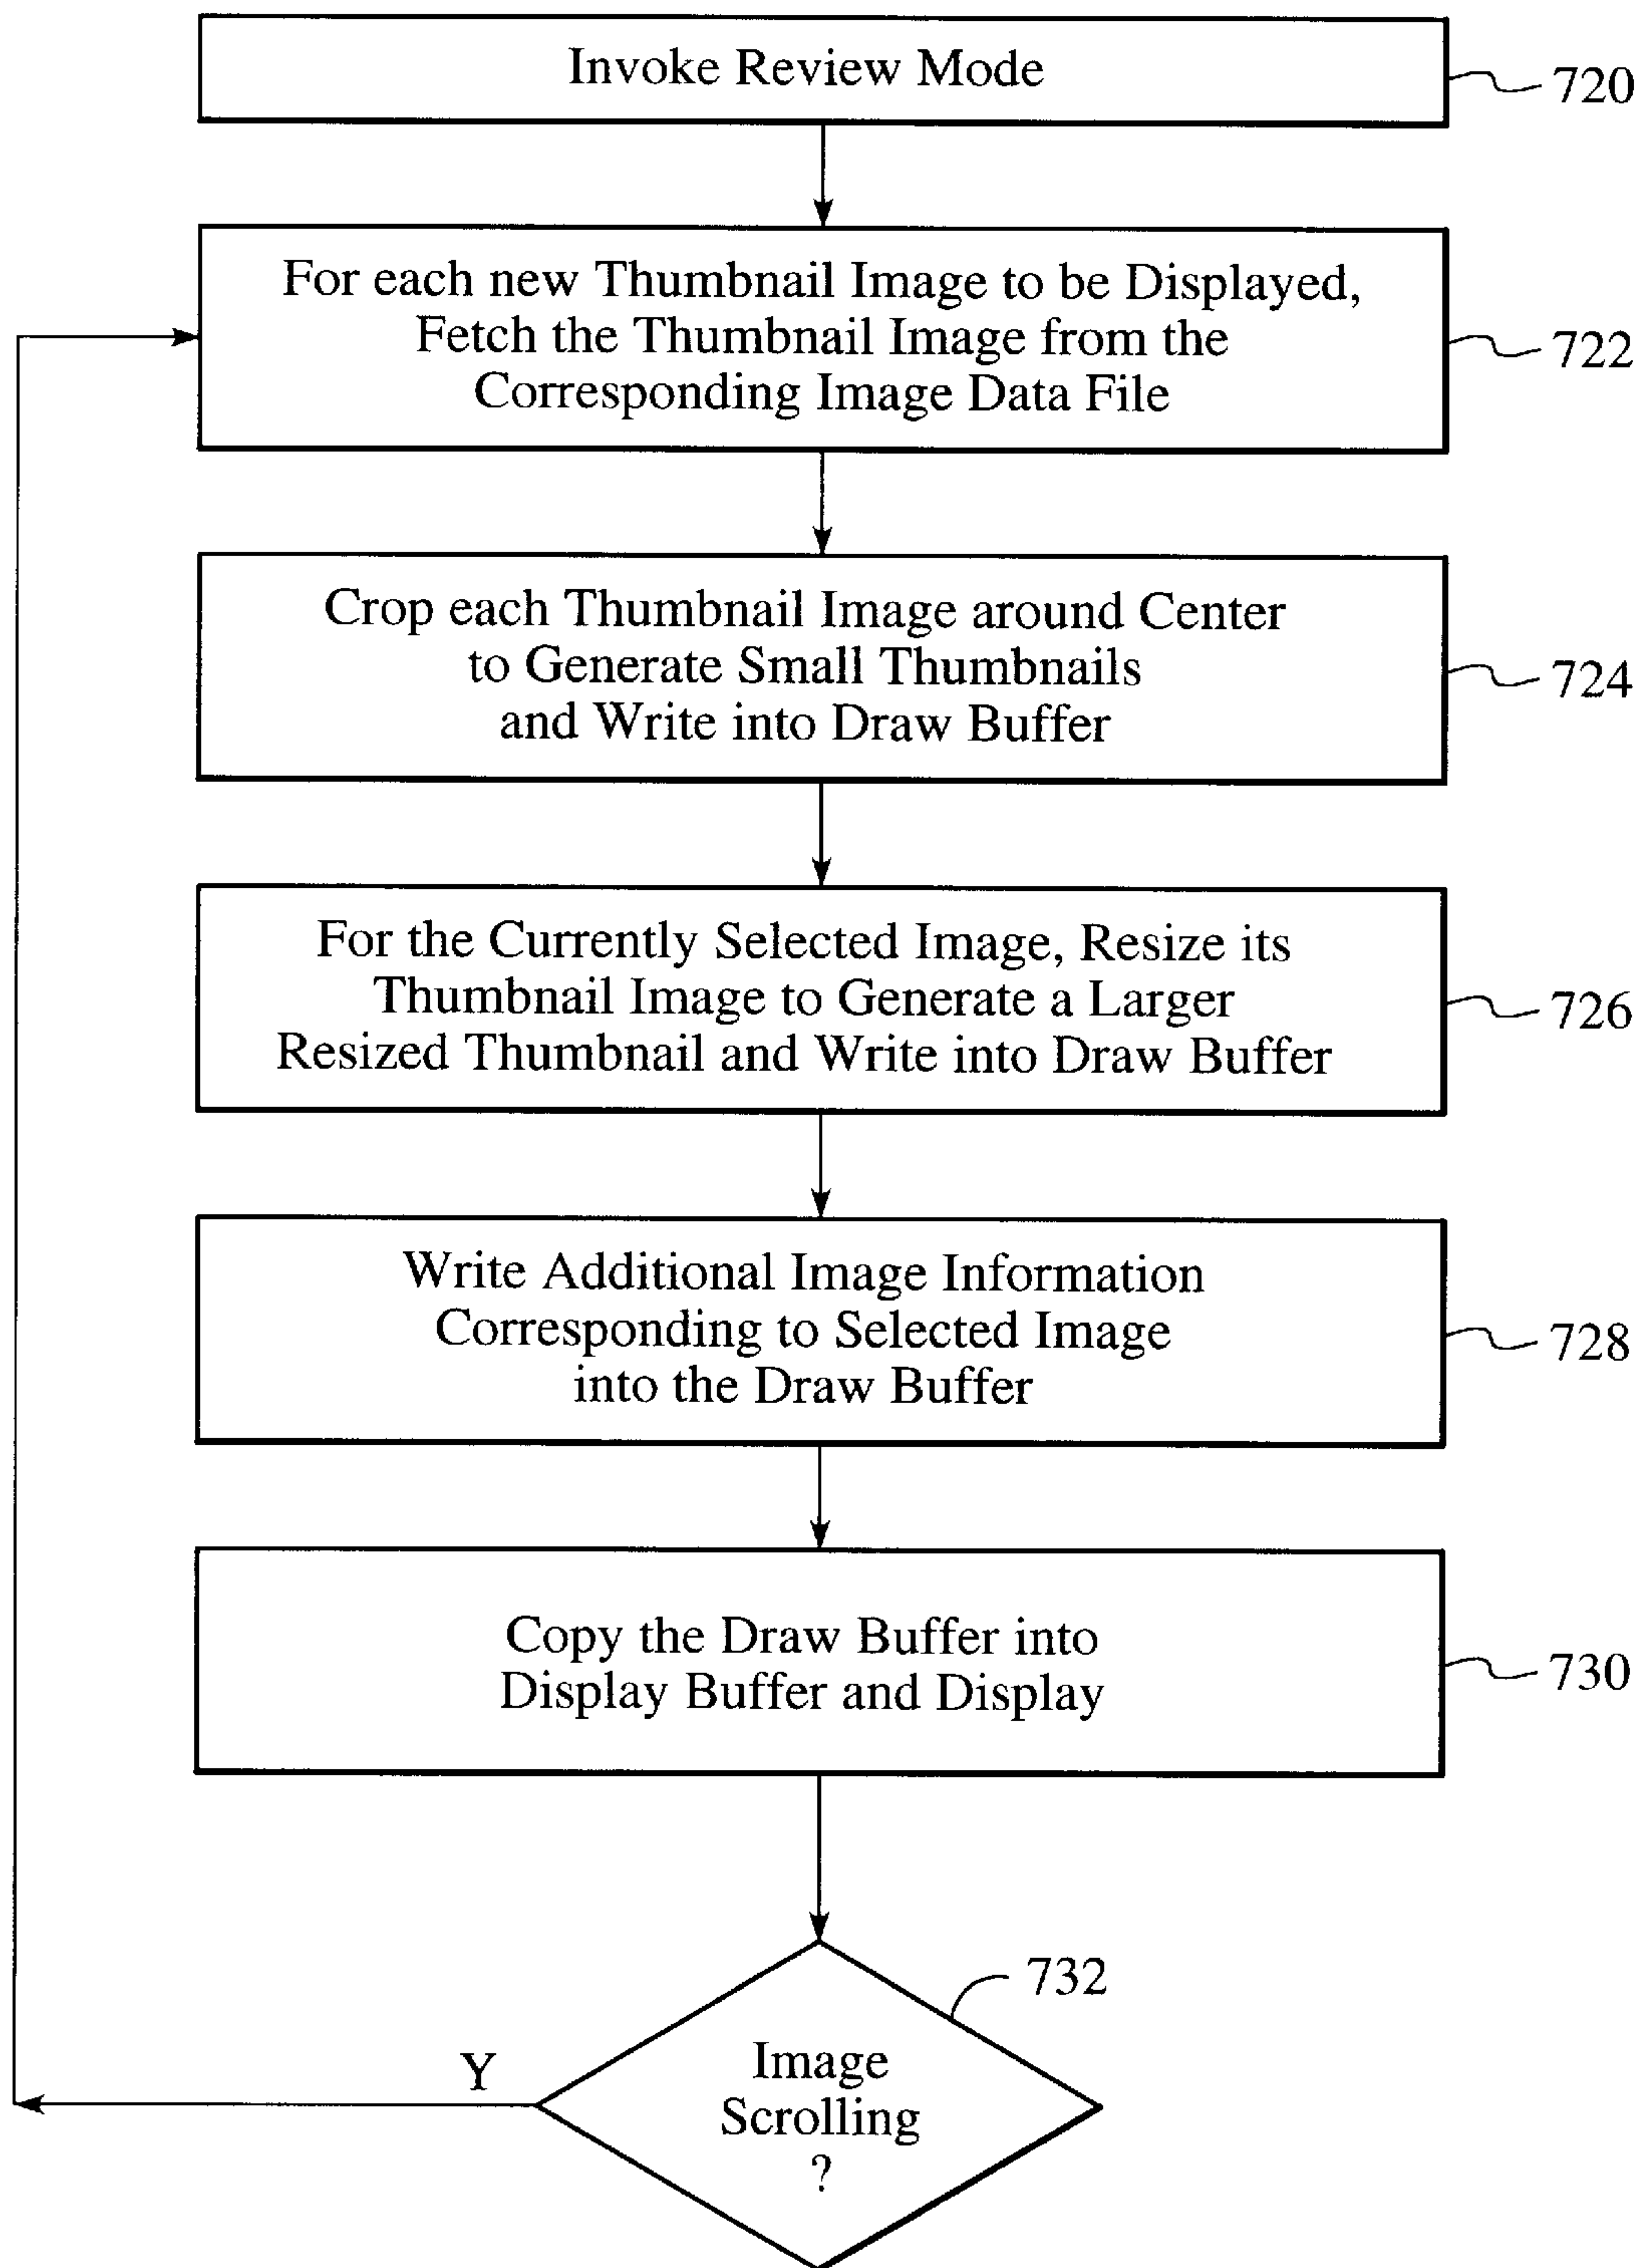 Invoke Review Mode
720
For each new Thumbnail Image to be Displayed,
Fetch the Thumbnail Image from the
Corresponding Image Data File
722
Crop each Thumbnail Image around Center
to Generate Small Thumbnails
and Write into Draw Buffer
724
For the Currently Selected Image, Resize its
Thumbnail Image to Generate a Larger
Resized Thumbnail and Write into Draw Buffer
726
Write Additional Image Information
Corresponding to Selected Image
into the Draw Buffer
728
Copy the Draw Buffer into
Display Buffer and Display
730
732
Y
Image
Scrolling
?